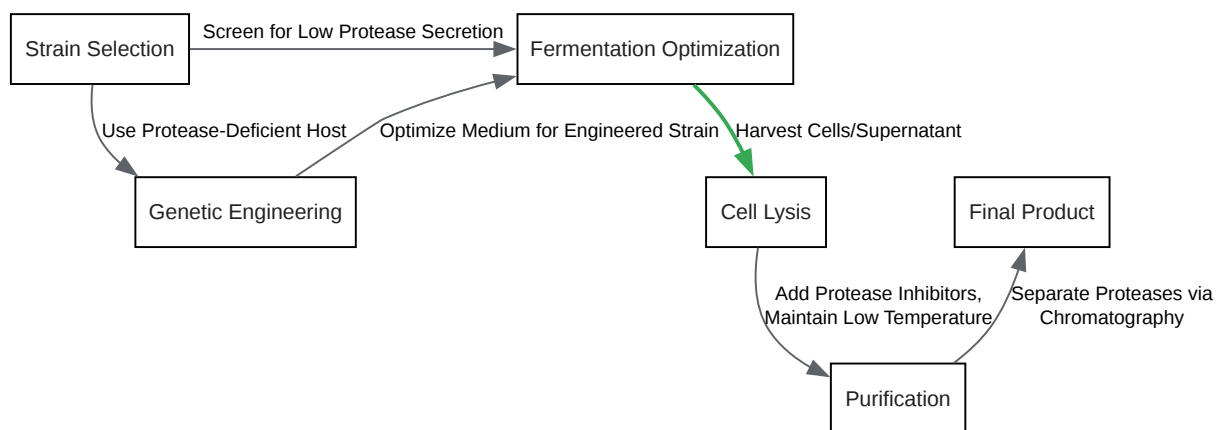 Strain Selection
Screen for Low Protease Secretion
Fermentation Optimization
Use Protease-Deficient Host
Optimize Medium for Engineered Strain
Harvest Cells/Supernatant
Genetic Engineering
Cell Lysis
Final Product
Add Protease Inhibitors,
Maintain Low Temperature
Separate Proteases via
Chromatography
Purification